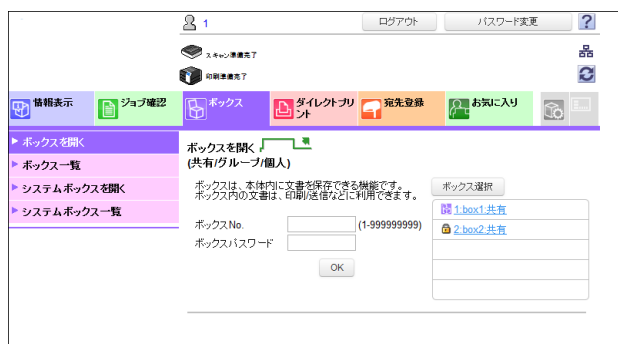 1
ログアウト
パスワード変更
?
スキャン準備完了
印刷準備完了
情報表示
ジョブ確認
ボックス
ダイレクトプリ
ント
宛先登録
お気に入り
ボックスを開く
ボックス一覧
システムボックスを開く
システムボックス一覧
ボックスを開く
(共有/グループ/個人)
ボックスは、本体内に文書を保存できる機能です。
ボックス内の文書は、印刷/送信などに利用できます。
ボックスNo.
(1-999999999)
ボックスパスワード
OK
ボックス選択
1:box1:共有
2:box2:共有